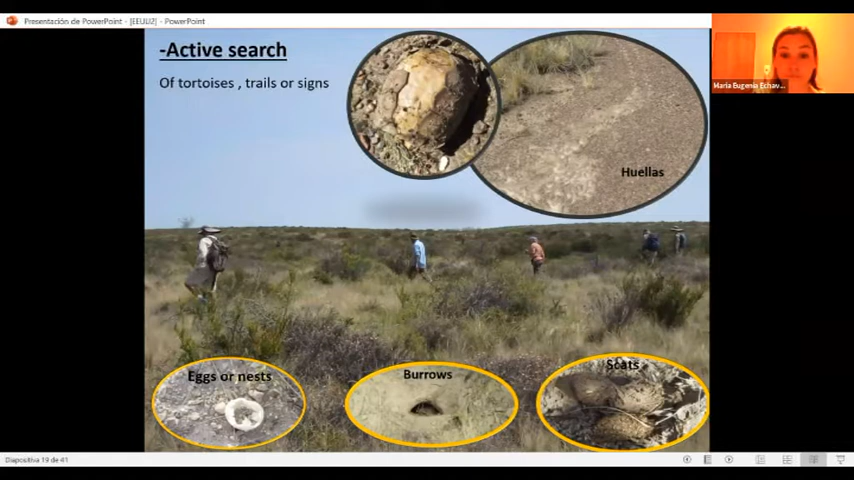 Presentación de PowerPoint - [EEUU2] - PowerPoint
-Active search
Of tortoises , trails or signs
Huellas
Maria Eugenia Echav...
Eggs or nests
Burrows
Scats
Diapositiva 19 de 41